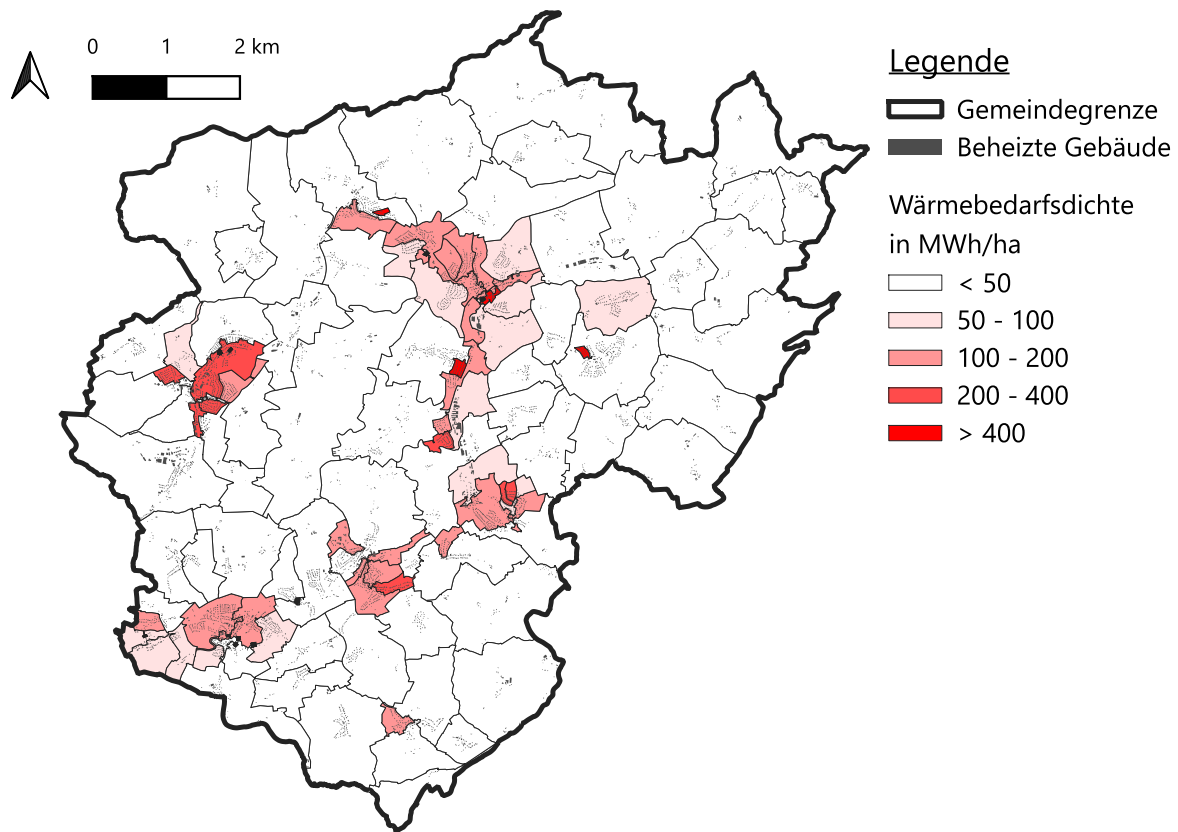 0 1 2 km
Legende
Gemeindegrenze
Beheizte Gebäude
Wärmebedarfsdichte
in MWh/ha
< 50
50 - 100
100 - 200
200 - 400
> 400